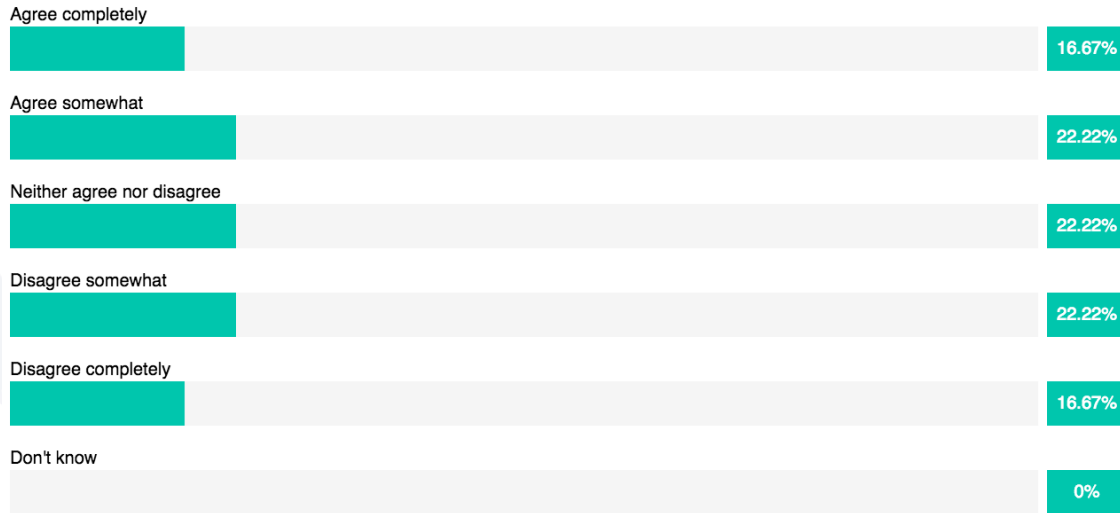 Agree completely
16.67%
Agree somewhat
22.22%
Neither agree nor disagree
22.22%
Disagree somewhat
22.22%
Disagree completely
16.67%
Don't know
0%